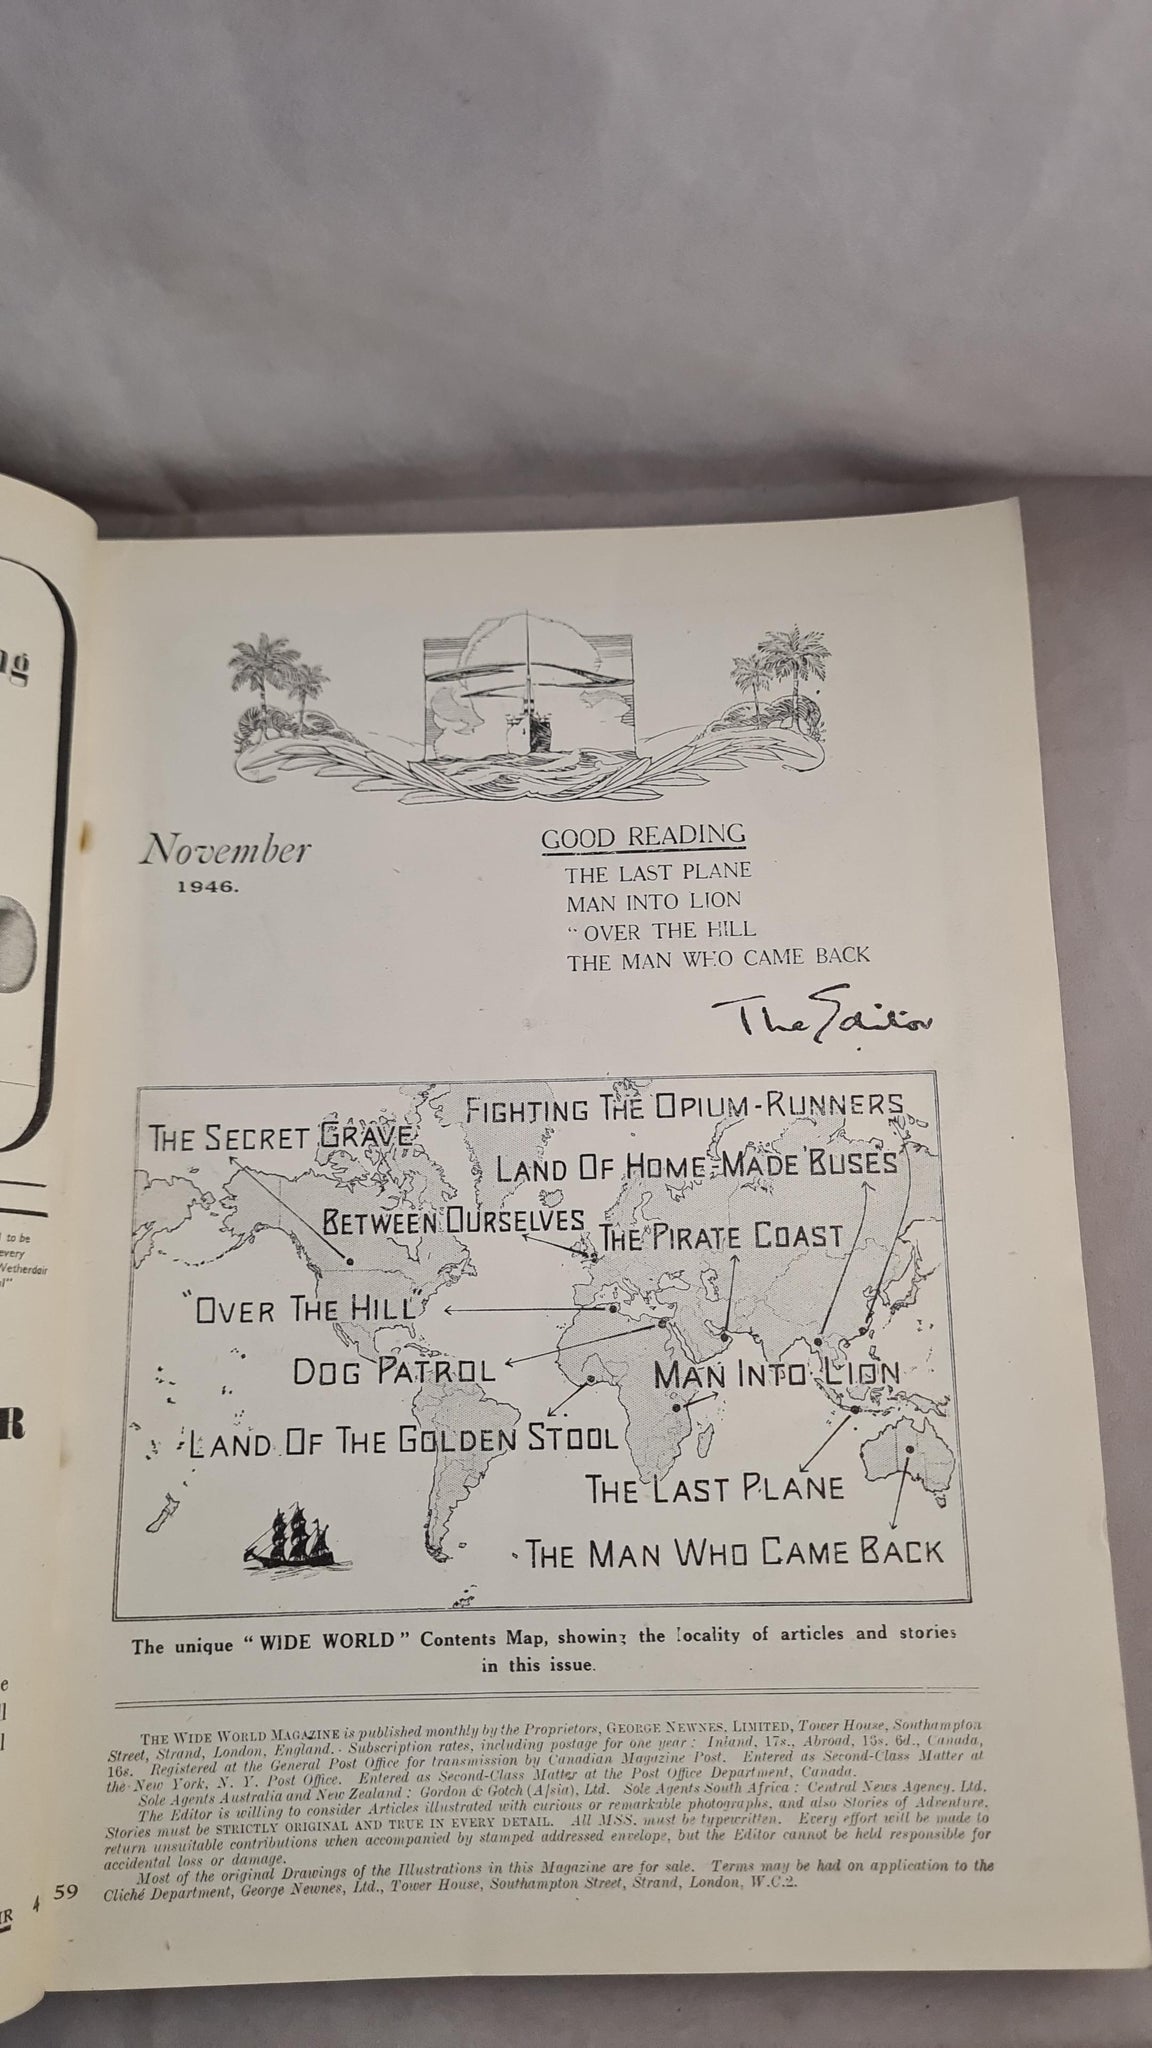 ng
to be
every
Wetherdair
R
November
1946.
GOOD READING
THE LAST PLANE
MAN INTO LION
“OVER THE HILL
THE MAN WHO CAME BACK
The Editor
FIGHTING THE OPIUM-RUNNERS
THE SECRET GRAVE
LAND OF HOME-MADE BUSES
BETWEEN OURSELVES
THE PIRATE COAST
"OVER THE HILL"
DOG PATROL
MAN INTO LION
LAND OF THE GOLDEN STOOL
THE LAST PLANE
THE MAN WHO CAME BACK
The unique “WIDE WORLD” Contents Map, showing the locality of articles and stories
in this issue.
THE WIDE WORLD MAGAZINE is published monthly by the Proprietors, GEORGE NEWNES, LIMITED, Tower House, Southampton
Street, Strand, London, England. Subscription rates, including postage for one year: Inland, 17s., Abroad, 15s. 6d., Canada,
16s. Registered at the General Post Office for transmission by Canadian Magazine Post. Entered as Second-Class Matter at
the New York, N. Y. Post Office. Entered as Second-Class Matter at the Post Office Department, Canada.
Sole Agents Australia and New Zealand: Gordon & Gotch (A/sia), Ltd. Sole Agents South Africa: Central News Agency, Ltd.
The Editor is willing to consider Articles illustrated with curious or remarkable photographs, and also Stories of Adventure.
Stories must be STRICTLY ORIGINAL AND TRUE IN EVERY DETAIL. All MSS. must be typewritten. Every effort will be made to
return unsuitable contributions when accompanied by stamped addressed envelope, but the Editor cannot be held responsible for
accidental loss or damage.
Most of the original Drawings of the Illustrations in this Magazine are for sale. Terms may be had on application to the
Cliché Department, George Newnes, Ltd., Tower House, Southampton Street, Strand, London, W.C.2.
59